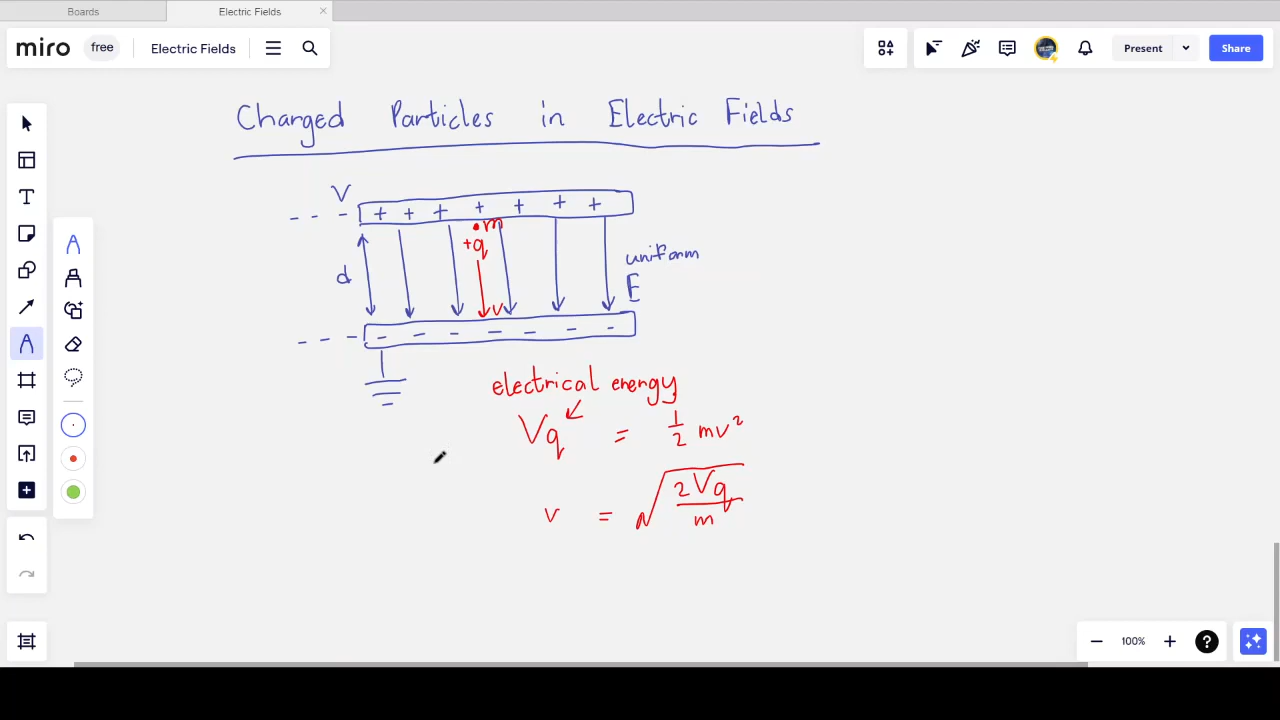 Boards
Electric Fields
miro free Electric Fields
Present
Share
Charged Particles in Electric Fields
V
+ + + + + + +
m
+q
d
uniform
E
v
- - - - - - -
electrical energy
Vq = 1/2 mv²
v = √(2Vq/m)
100%